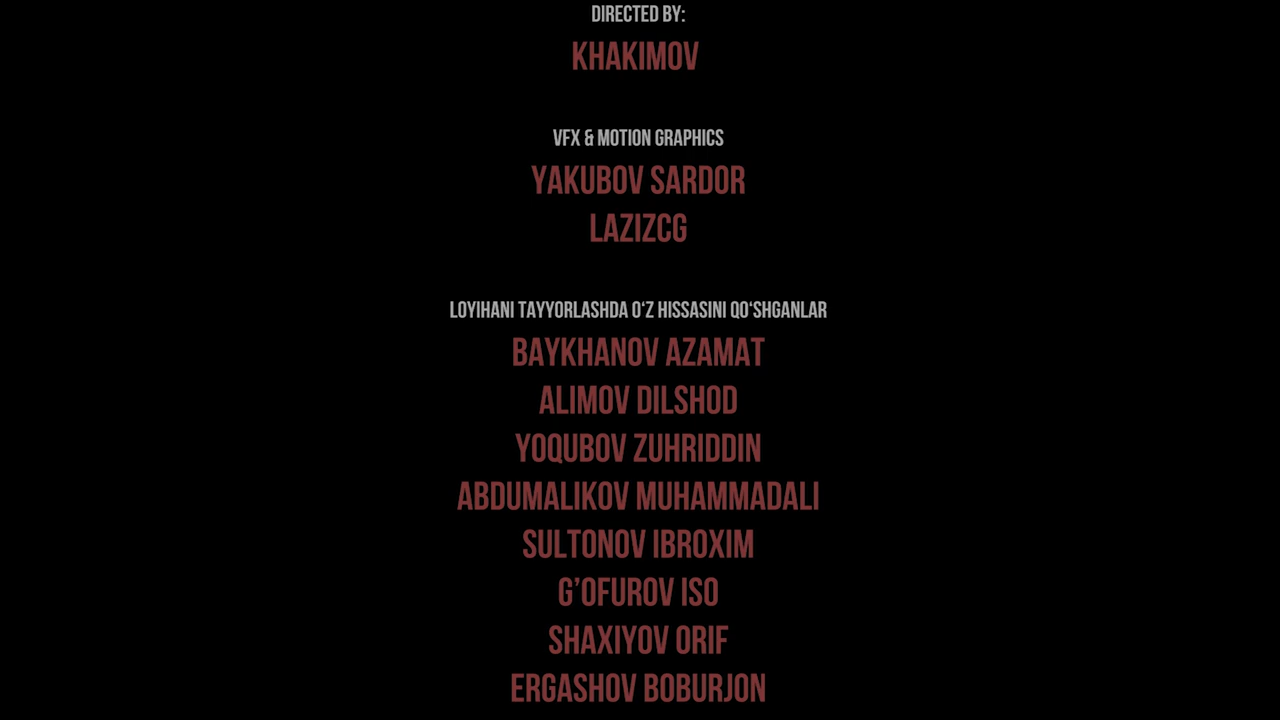 DIRECTED BY:
KHAKIMOV
VFX & MOTION GRAPHICS
YAKUBOV SARDOR
LAZIZCG
LOYIHANI TAYYORLASHDA O‘Z HISSASINI QO‘SHGANLAR
BAYKHANOV AZAMAT
ALIMOV DILSHOD
YOQUBOV ZUHRIDDIN
ABDUMALIKOV MUHAMMADALI
SULTONOV IBROXIM
G’OFUROV ISO
SHAXIYOV ORIF
ERGASHOV BOBURJON